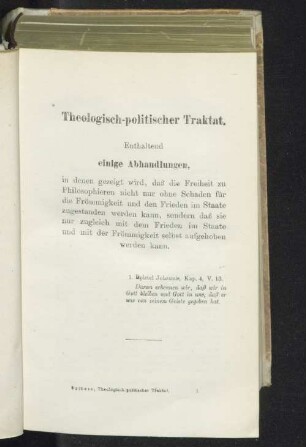 Theologisch-politischer Traktat.
Enthaltend
einige Abhandlungen,
in denen gezeigt wird, daß die Freiheit zu
Philosophieren nicht nur ohne Schaden für
die Frömmigkeit und den Frieden im Staate
zugestanden werden kann, sondern daß sie
nur zugleich mit dem Frieden im Staate
und mit der Frömmigkeit selbst aufgehoben
werden kann.
1. Johannis, Kap. 4, V. 13.
Daran erkennen wir, daß wir in
Gott bleiben und Gott in uns, daß er
uns von seinem Geiste gegeben hat.
Theologisch-politischer Traktat.